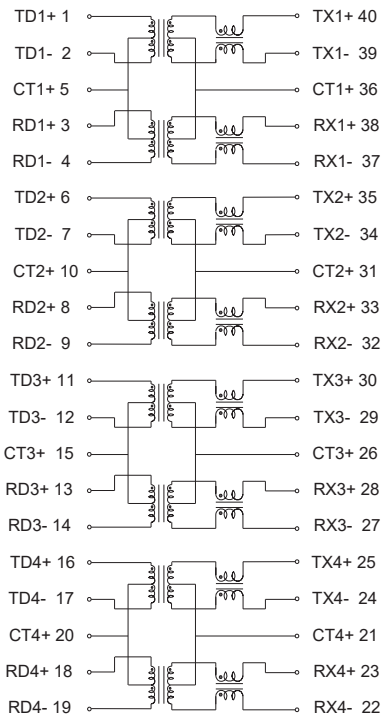 TD1+ 1 TX1+ 40
TD1- 2 TX1- 39
CT1+ 5 CT1+ 36
RD1+ 3 RX1+ 38
RD1- 4 RX1- 37
TD2+ 6 TX2+ 35
TD2- 7 TX2- 34
CT2+ 10 CT2+ 31
RD2+ 8 RX2+ 33
RD2- 9 RX2- 32
TD3+ 11 TX3+ 30
TD3- 12 TX3- 29
CT3+ 15 CT3+ 26
RD3+ 13 RX3+ 28
RD3- 14 RX3- 27
TD4+ 16 TX4+ 25
TD4- 17 TX4- 24
CT4+ 20 CT4+ 21
RD4+ 18 RX4+ 23
RD4- 19 RX4- 22